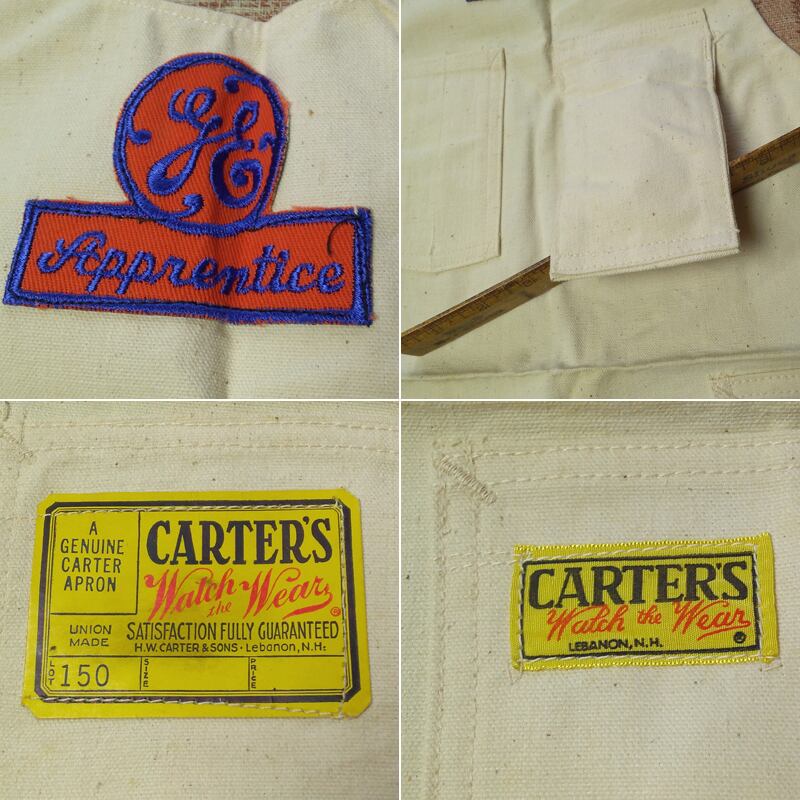 GE
Apprentice
A
GENUINE
CARTER
APRON
CARTER'S
Watch the Wear
®
UNION
MADE
SATISFACTION FULLY GUARANTEED
H.W. CARTER & SONS · Lebanon, N.H.
LOT
150
SIZE
PRICE
CARTER'S
Watch the Wear
®
LEBANON, N.H.